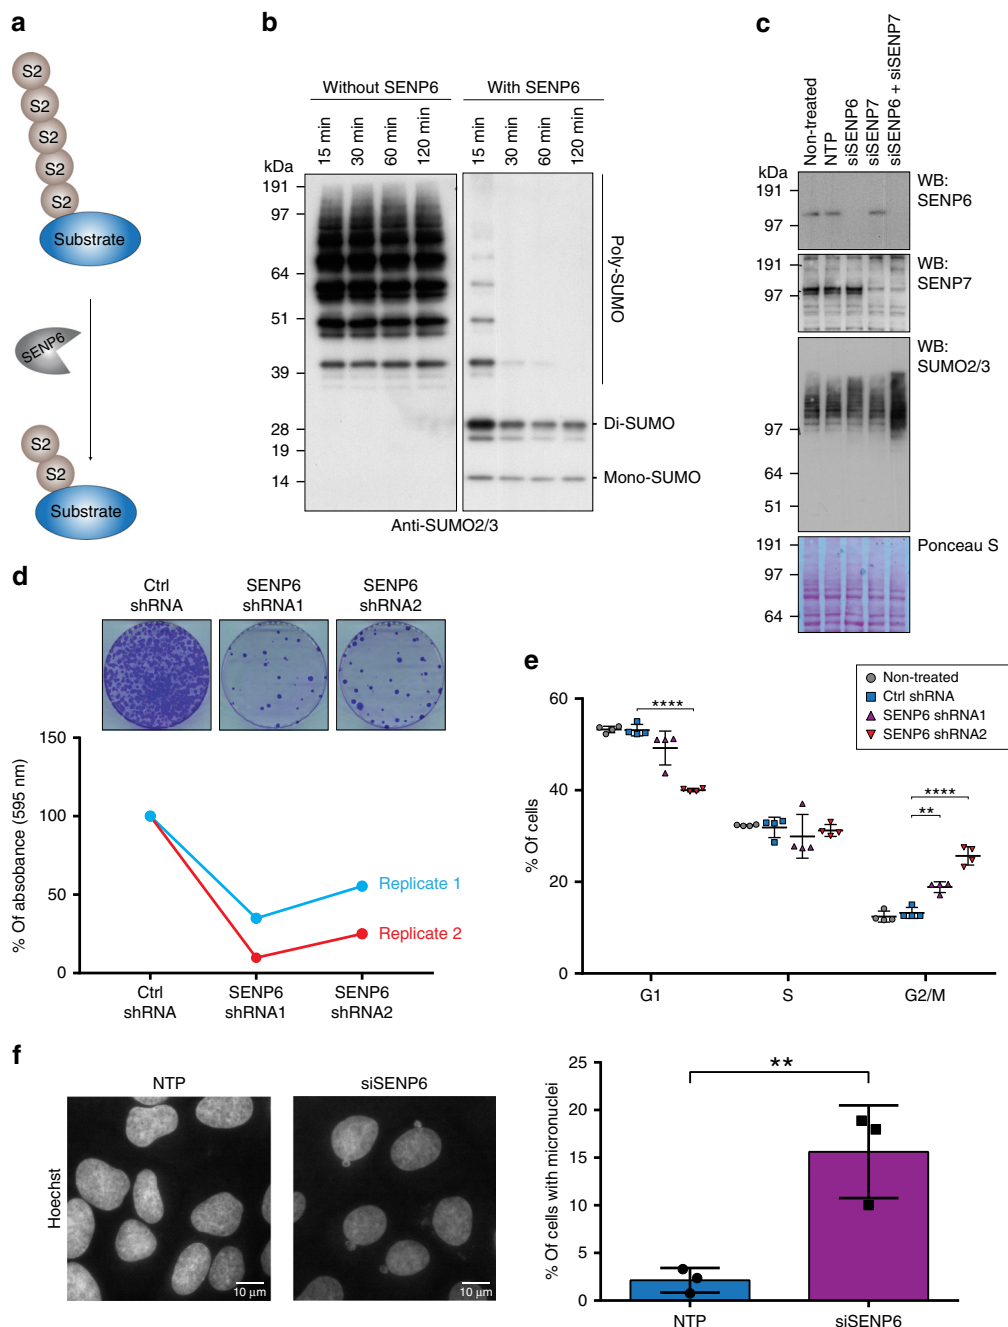 a
S2
S2
S2
S2
S2
Substrate
SENP6
S2
S2
Substrate
b
Without SENP6
With SENP6
15 min
30 min
60 min
120 min
15 min
30 min
60 min
120 min
kDa
191
97
64
51
39
28
19
14
Poly-SUMO
Di-SUMO
Mono-SUMO
Anti-SUMO2/3
c
Non-treated
NTP
siSENP6
siSENP7
siSENP6 + siSENP7
kDa
191
97
WB:
SENP6
191
97
WB:
SENP7
WB:
SUMO2/3
97
64
51
191
97
64
Ponceau S
d
Ctrl
shRNA
SENP6
shRNA1
SENP6
shRNA2
% Of absobance (595 nm)
150
100
50
0
Replicate 1
Replicate 2
Ctrl
shRNA
SENP6
shRNA1
SENP6
shRNA2
e
Non-treated
Ctrl shRNA
SENP6 shRNA1
SENP6 shRNA2
% Of cells
60
40
20
0
****
****
**
G1
S
G2/M
f
NTP
siSENP6
Hoechst
10 μm
10 μm
% Of cells with micronuclei
25
20
15
10
5
0
**
NTP
siSENP6